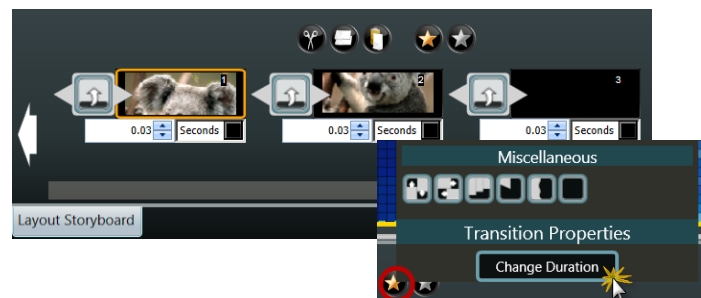 1 2 3
0.03 Seconds 0.03 Seconds 0.03 Seconds
Layout Storyboard
Miscellaneous
Transition Properties
Change Duration